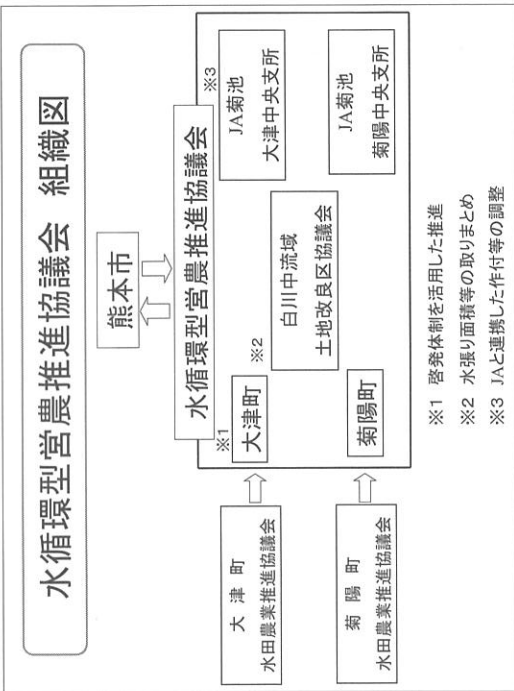 水循環型営農推進協議会 組織図
熊本市
水循環型営農推進協議会
※1
※3
大津町
※2
JA菊池
大津中央支所
白川中流域
土地改良区協議会
菊陽町
JA菊池
菊陽中央支所
大津町
水田農業推進協議会
菊陽町
水田農業推進協議会
※1 啓発体制を活用した推進
※2 水張り面積等の取りまとめ
※3 JAと連携した作付等の調整